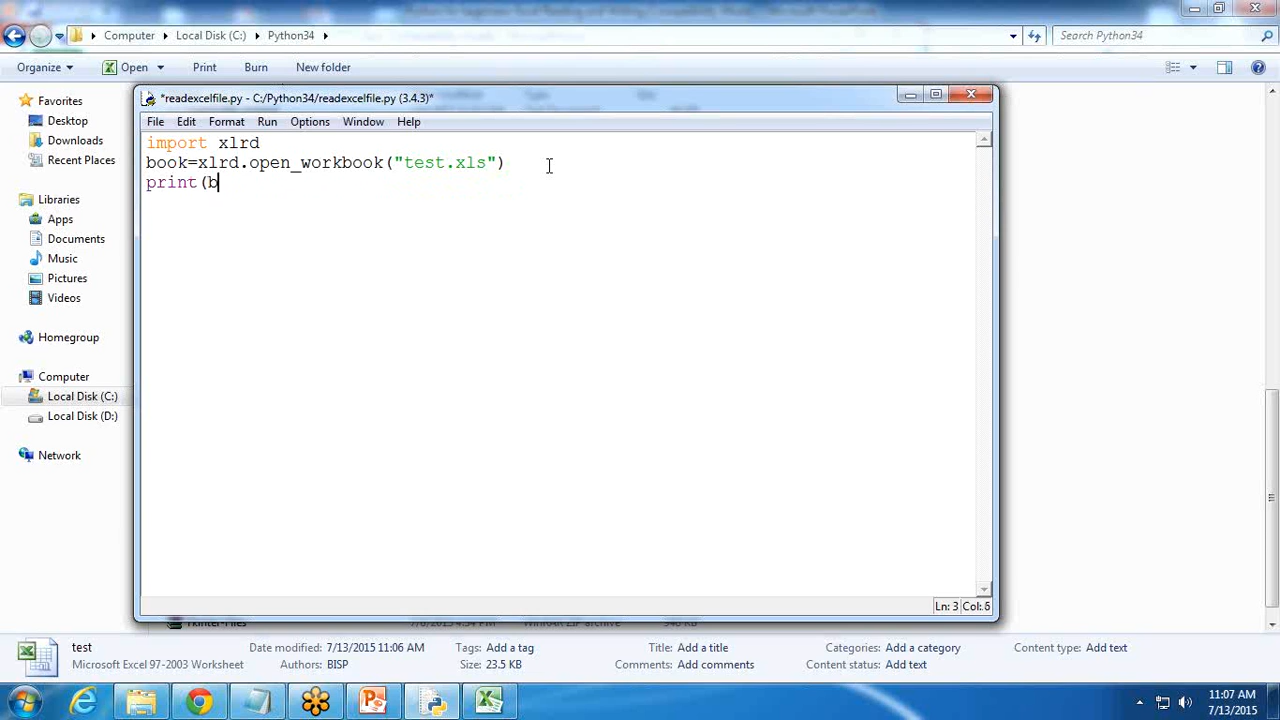 Computer
Local Disk (C:)
Python34
Search Python34
Organize
Open
Print
Burn
New folder
Favorites
Desktop
Downloads
Recent Places
Libraries
Apps
Documents
Music
Pictures
Videos
Homegroup
Computer
Local Disk (C:)
Local Disk (D:)
Network
*readexcelfile.py - C:/Python34/readexcelfile.py (3.4.3)*
File Edit Format Run Options Window Help
import xlrd
book=xlrd.open_workbook("test.xls")
print(b
Ln: 3 Col:
test
Microsoft Excel 97-2003 Worksheet
Date modified: 7/13/2015 11:06 AM
Authors: BISP
Tags: Add a tag
Size: 23.5 KB
Title: Add a title
Comments: Add comments
Categories: Add a category
Content status: Add text
Content type: Add text
11:07 AM
7/13/2015